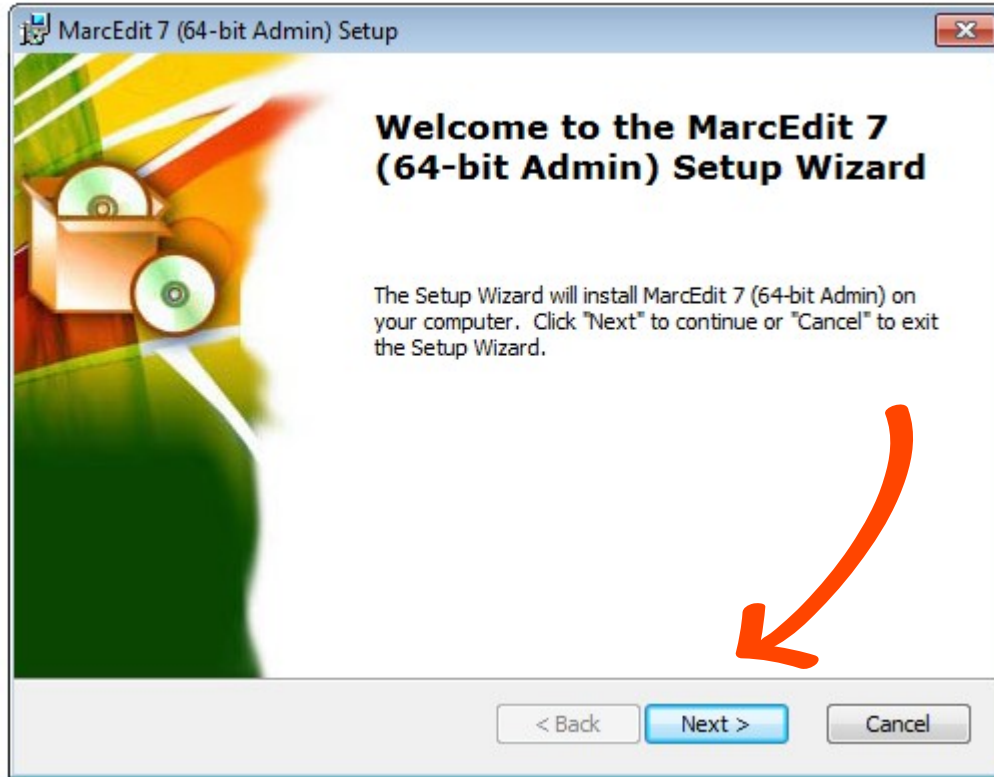 MarcEdit 7 (64-bit Admin) Setup
Welcome to the MarcEdit 7
(64-bit Admin) Setup Wizard
The Setup Wizard will install MarcEdit 7 (64-bit Admin) on
your computer.  Click "Next" to continue or "Cancel" to exit
the Setup Wizard.
< Back Next > Cancel